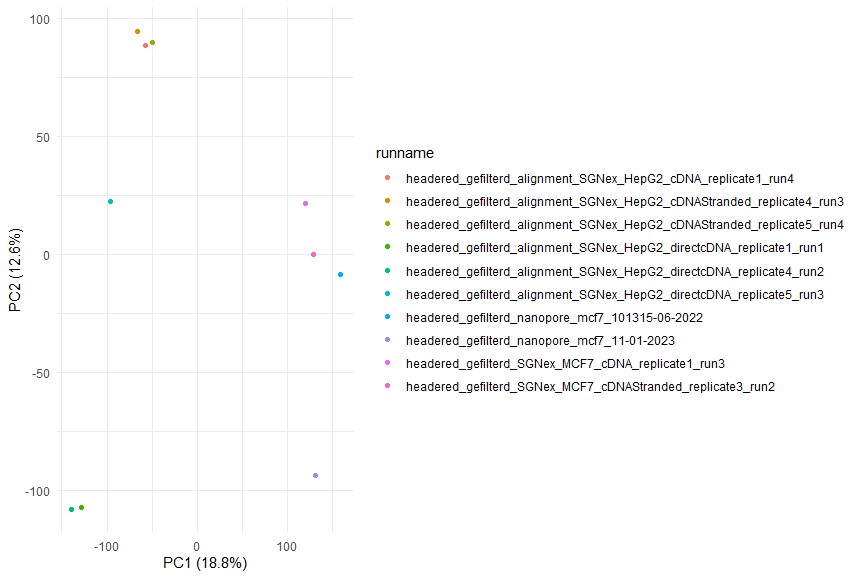 100
50
0
-50
-100
PC2 (12.6%)
-100
0
100
PC1 (18.8%)
runname
headered_gefilterd_alignment_SGNex_HepG2_cDNA_replicate1_run4
headered_gefilterd_alignment_SGNex_HepG2_cDNAStranded_replicate4_run3
headered_gefilterd_alignment_SGNex_HepG2_cDNAStranded_replicate5_run4
headered_gefilterd_alignment_SGNex_HepG2_directcDNA_replicate1_run1
headered_gefilterd_alignment_SGNex_HepG2_directcDNA_replicate4_run2
headered_gefilterd_alignment_SGNex_HepG2_directcDNA_replicate5_run3
headered_gefilterd_nanopore_mcf7_101315-06-2022
headered_gefilterd_nanopore_mcf7_11-01-2023
headered_gefilterd_SGNex_MCF7_cDNA_replicate1_run3
headered_gefilterd_SGNex_MCF7_cDNAStranded_replicate3_run2